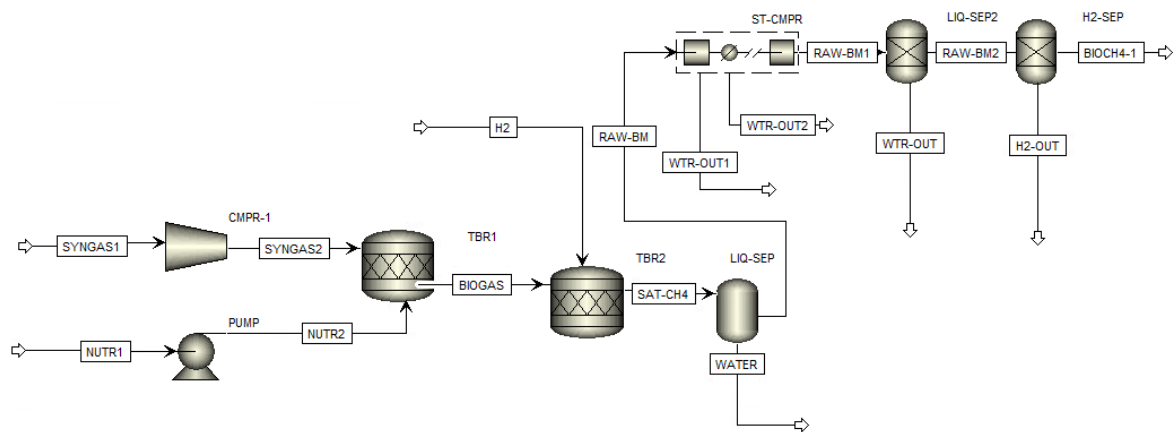 ST-CMPR
LIQ-SEP2
H2-SEP
RAW-BM1
RAW-BM2
BIOCH4-1
H2
RAW-BM
WTR-OUT2
WTR-OUT1
WTR-OUT
H2-OUT
CMPR-1
SYNGAS1
SYNGAS2
TBR1
BIOGAS
TBR2
LIQ-SEP
SAT-CH4
PUMP
NUTR1
NUTR2
WATER